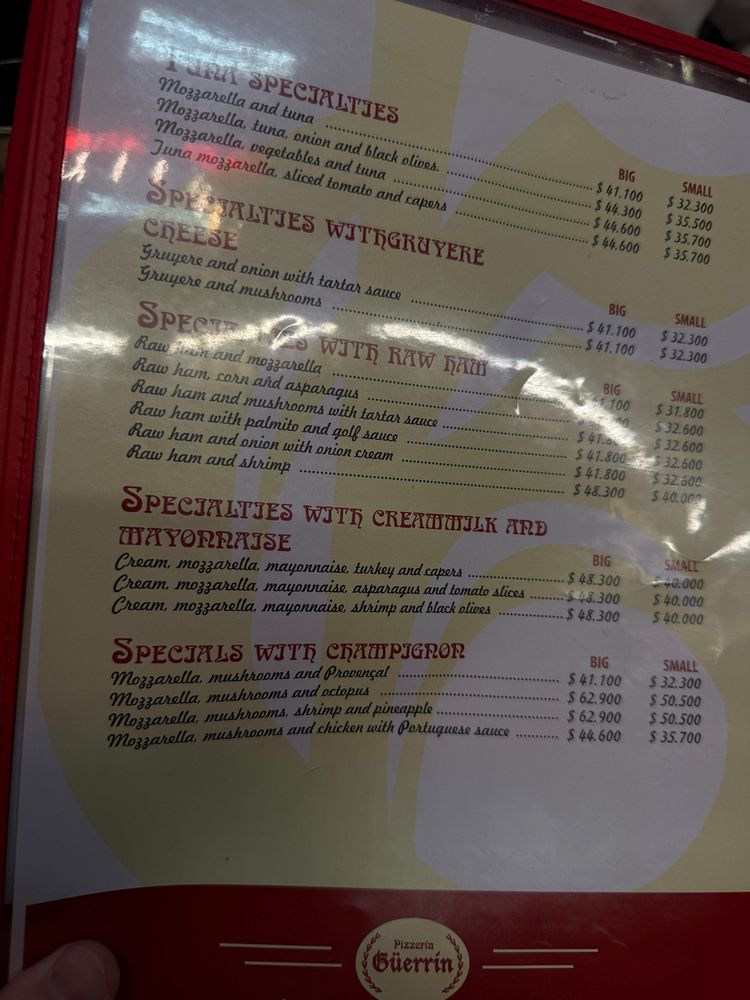 TUNA SPECIALTIES
BIG SMALL
Mozzarella and tuna $ 41.100 $ 32.300
Mozzarella, tuna, onion and black olives. $ 44.300 $ 35.500
Mozzarella, vegetables and tuna $ 44.600 $ 35.700
Tuna mozzarella, sliced tomato and capers $ 44.600 $ 35.700
SPECIALTIES WITHGRUYERE
CHEESE
BIG SMALL
Gruyere and onion with tartar sauce $ 41.100 $ 32.300
Gruyere and mushrooms $ 41.100 $ 32.300
SPECIALTIES WITH RAW HAM
BIG SMALL
Raw ham and mozzarella $ 31.800
Raw ham, corn and asparagus $ 32.600
Raw ham and mushrooms with tartar sauce $ 32.600
Raw ham with palmito and golf sauce $ 41.800 $ 32.600
Raw ham and onion with onion cream $ 41.800 $ 32.600
Raw ham and shrimp $ 48.300 $ 40.000
SPECIALTIES WITH CREAMMILK AND
MAYONNAISE
BIG SMALL
Cream, mozzarella, mayonnaise, turkey and capers $ 48.300 $ 40.000
Cream, mozzarella, mayonnaise, asparagus and tomato slices $ 48.300 $ 40.000
Cream, mozzarella, mayonnaise, shrimp and black olives $ 48.300 $ 40.000
SPECIALS WITH CHAMPIGNON
BIG SMALL
Mozzarella, mushrooms and Provençal $ 41.100 $ 32.300
Mozzarella, mushrooms and octopus $ 62.900 $ 50.500
Mozzarella, mushrooms, shrimp and pineapple $ 62.900 $ 50.500
Mozzarella, mushrooms and chicken with Portuguese sauce $ 44.600 $ 35.700
Pizzería
Güerrín